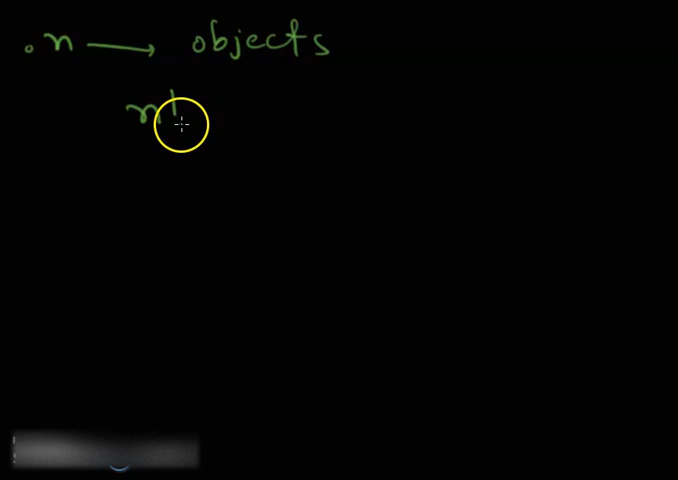 . n → objects
n!